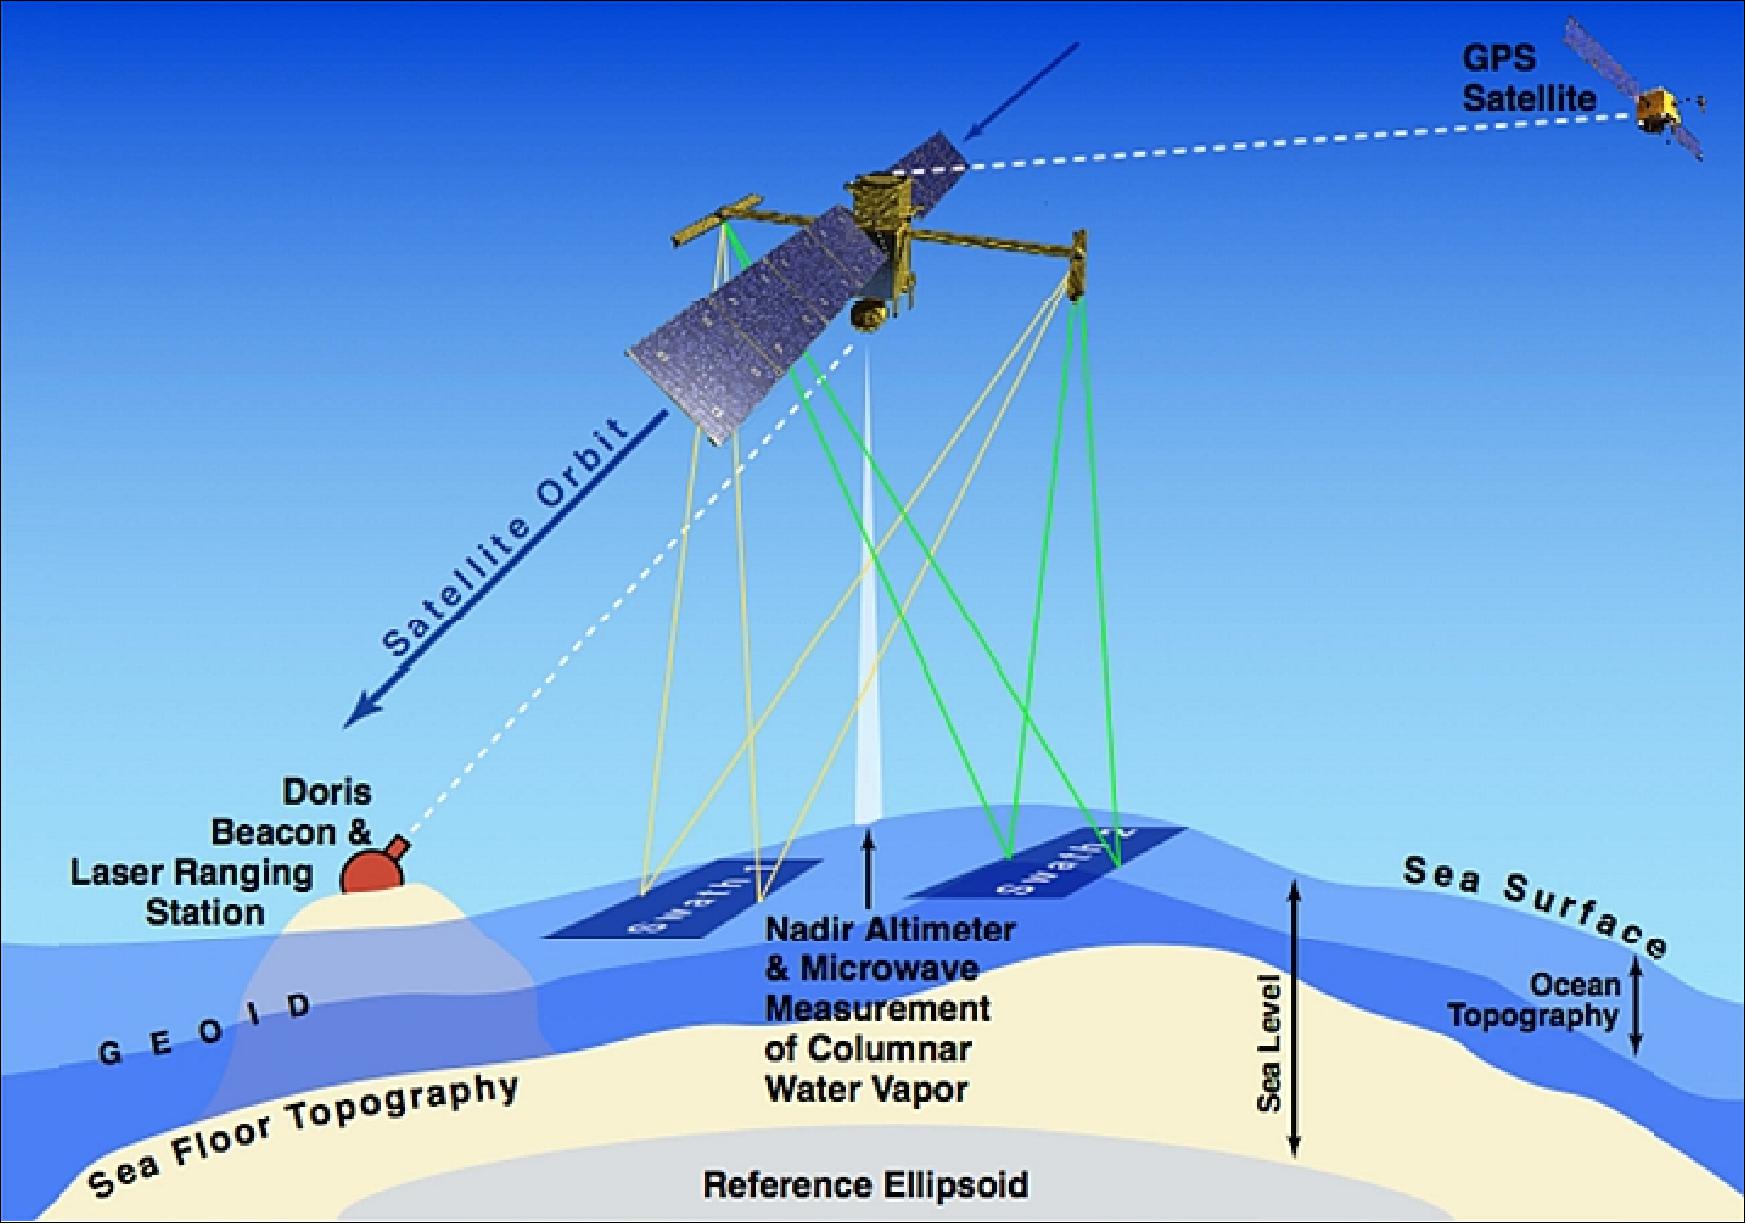 GPS
Satellite
Satellite Orbit
Doris
Beacon &
Laser Ranging
Station
Swath 1
Swath 2
Nadir Altimeter
& Microwave
Measurement
of Columnar
Water Vapor
Sea Surface
Ocean
Topography
Sea Level
GEOID
Sea Floor Topography
Reference Ellipsoid